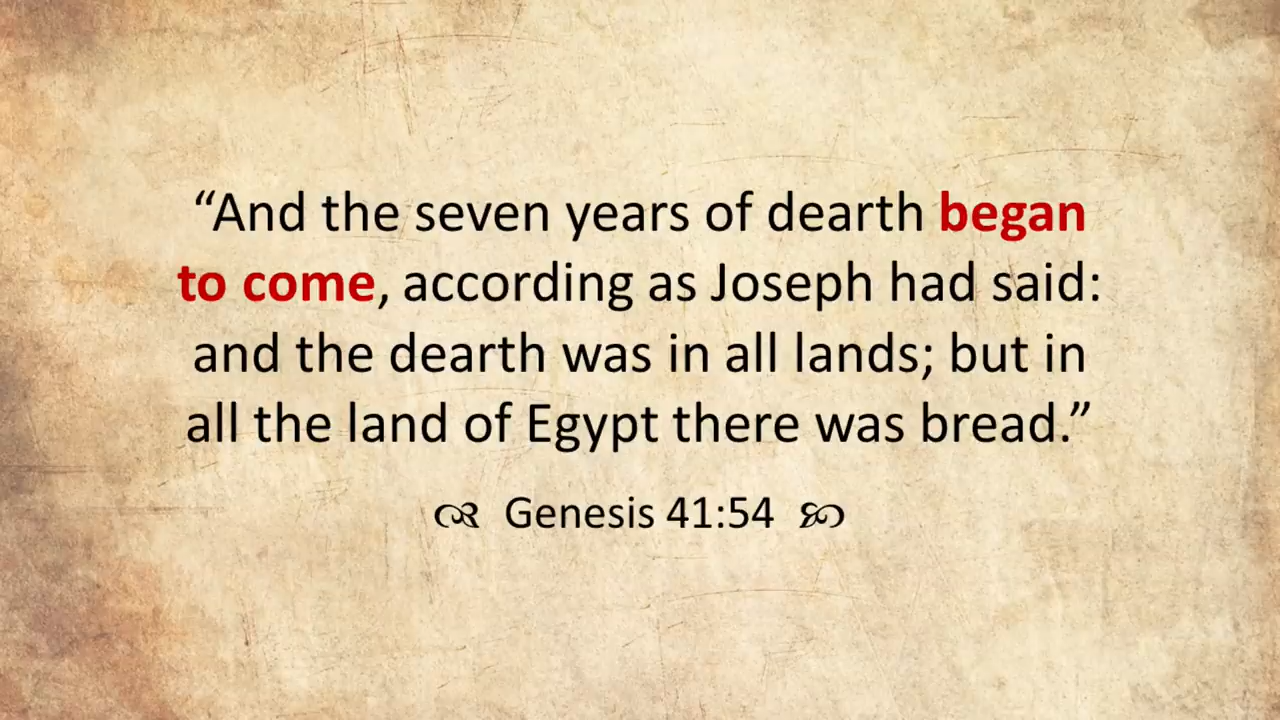 “And the seven years of dearth began
to come, according as Joseph had said:
and the dearth was in all lands; but in
all the land of Egypt there was bread.”
Genesis 41:54